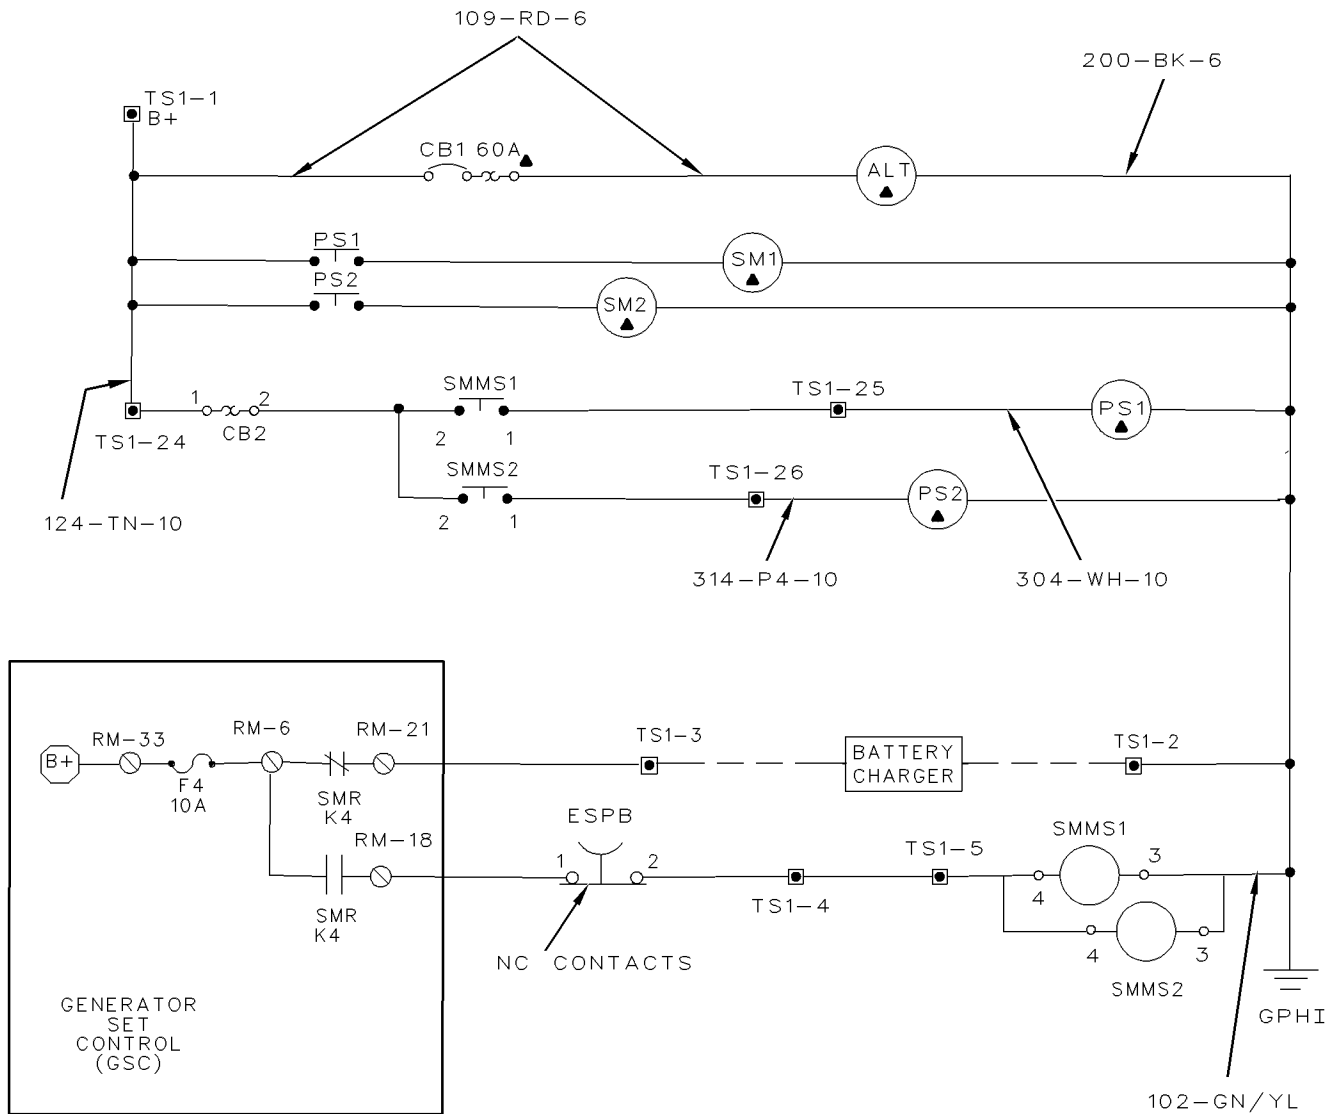 109-RD-6
200-BK-6
TS1-1
B+
CB1 60A
ALT
PS1
SM1
PS2
SM2
SMMS1
TS1-25
1
2
PS1
TS1-24
CB2
2
1
SMMS2
TS1-26
PS2
2
1
124-TN-10
314-P4-10
304-WH-10
RM-33
RM-6
RM-21
TS1-3
BATTERY
CHARGER
TS1-2
B+
F4
10A
SMR
K4
ESPB
SMMS1
RM-18
1
2
TS1-5
3
4
TS1-4
SMR
K4
4
3
NC CONTACTS
SMMS2
GENERATOR
SET
CONTROL
(GSC)
GPHI
102-GN/YL